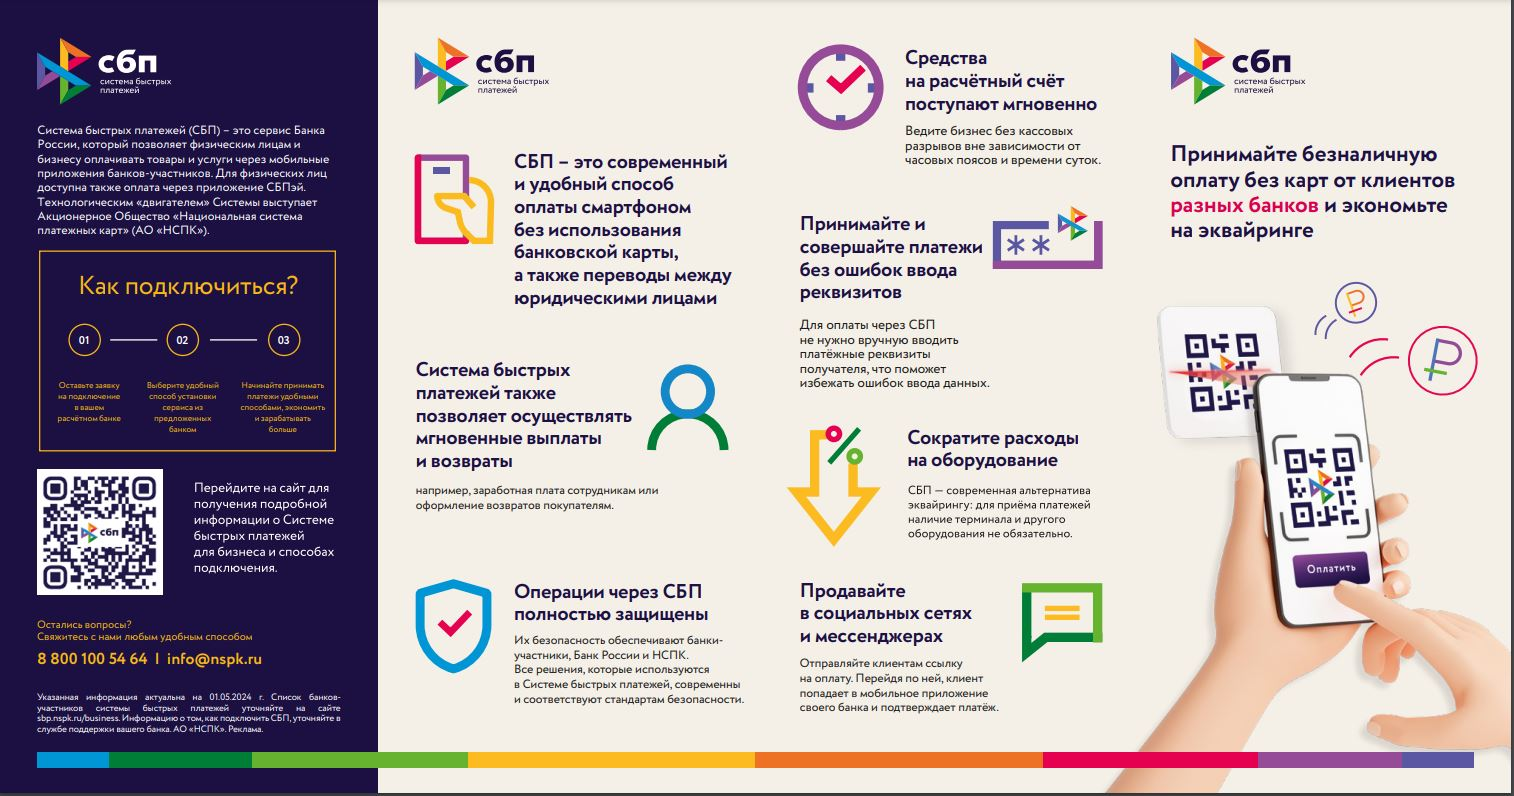 сбп
система быстрых
платежей
Система быстрых платежей (СБП) – это сервис Банка
России, который позволяет физическим лицам и
бизнесу оплачивать товары и услуги через мобильные
приложения банков-участников. Для физических лиц
доступна также оплата через приложение СБПэй.
Технологическим «двигателем» Системы выступает
Акционерное Общество «Национальная система
платежных карт» (АО «НСПК»).
Как подключиться?
01
02
03
Оставьте заявку
на подключение
в вашем
расчётном банке
Выберите удобный
способ установки
сервиса из
предложенных
банком
Начинайте принимать
платежи удобными
способами, экономить
и зарабатывать
больше
сбп
Перейдите на сайт для
получения подробной
информации о Системе
быстрых платежей
для бизнеса и способах
подключения.
Остались вопросы?
Свяжитесь с нами любым удобным способом
8 800 100 54 64 | info@nspk.ru
Указанная информация актуальна на 01.05.2024 г. Список банков-
участников системы быстрых платежей уточняйте на сайте
sbp.nspk.ru/business. Информацию о том, как подключить СБП, уточняйте в
службе поддержки вашего банка. АО «НСПК». Реклама.
сбп
система быстрых
платежей
СБП – это современный
и удобный способ
оплаты смартфоном
без использования
банковской карты,
а также переводы между
юридическими лицами
Система быстрых
платежей также
позволяет осуществлять
мгновенные выплаты
и возвраты
например, заработная плата сотрудникам или
оформление возвратов покупателям.
Операции через СБП
полностью защищены
Их безопасность обеспечивают банки-
участники, Банк России и НСПК.
Все решения, которые используются
в Системе быстрых платежей, современны
и соответствуют стандартам безопасности.
Средства
на расчётный счёт
поступают мгновенно
Ведите бизнес без кассовых
разрывов вне зависимости от
часовых поясов и времени суток.
Принимайте и
совершайте платежи
без ошибок ввода
реквизитов
**
Для оплаты через СБП
не нужно вручную вводить
платёжные реквизиты
получателя, что поможет
избежать ошибок ввода данных.
%
Сократите расходы
на оборудование
СБП — современная альтернатива
эквайрингу: для приёма платежей
наличие терминала и другого
оборудования не обязательно.
Продавайте
в социальных сетях
и мессенджерах
Отправляйте клиентам ссылку
на оплату. Перейдя по ней, клиент
попадает в мобильное приложение
своего банка и подтверждает платёж.
сбп
система быстрых
платежей
Принимайте безналичную
оплату без карт от клиентов
разных банков и экономьте
на эквайринге
₽
₽
Оплатить